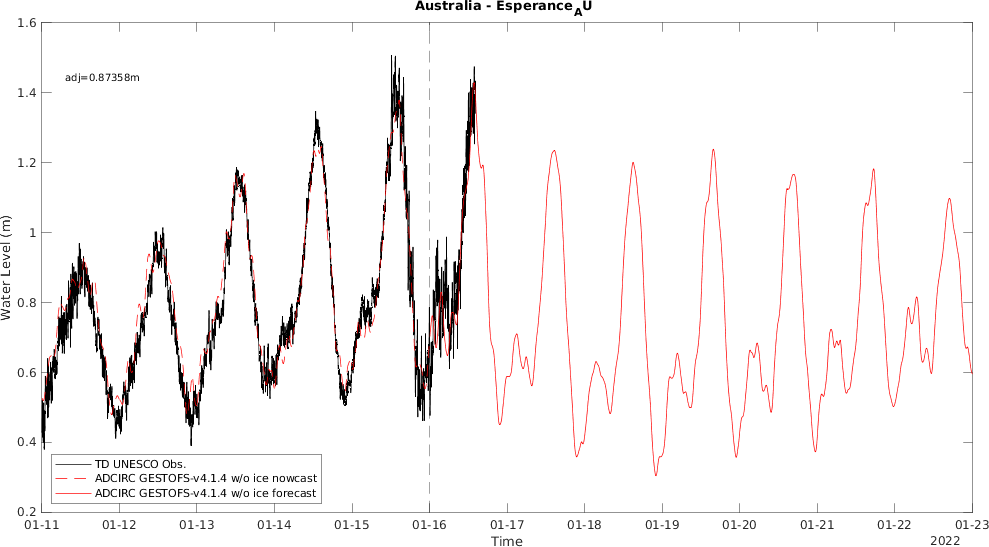 Australia - Esperance_AU
adj=0.87358m
Water Level (m)
1.6
1.4
1.2
1
0.8
0.6
0.4
0.2
TD UNESCO Obs.
ADCIRC GESTOFS-v4.1.4 w/o ice nowcast
ADCIRC GESTOFS-v4.1.4 w/o ice forecast
01-11 01-12 01-13 01-14 01-15 01-16 01-17 01-18 01-19 01-20 01-21 01-22 01-23
Time
2022